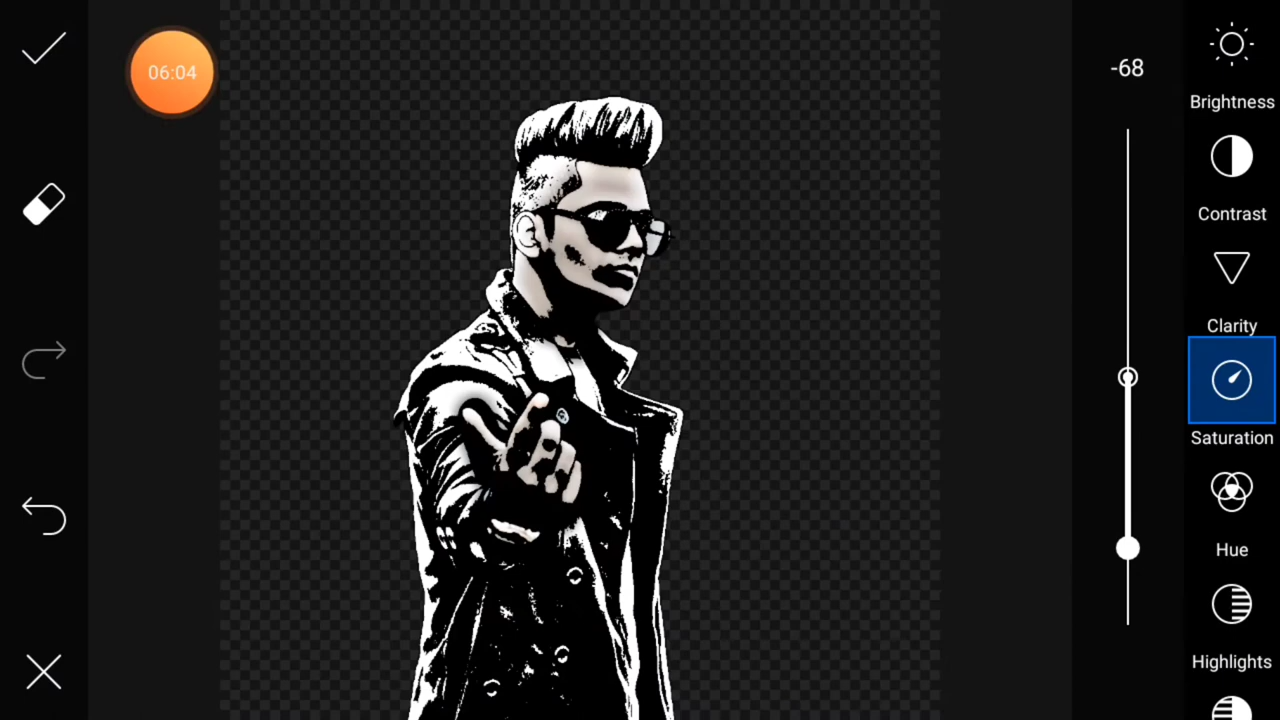 06:04
-68
Brightness
Contrast
Clarity
Saturation
Hue
Highlights